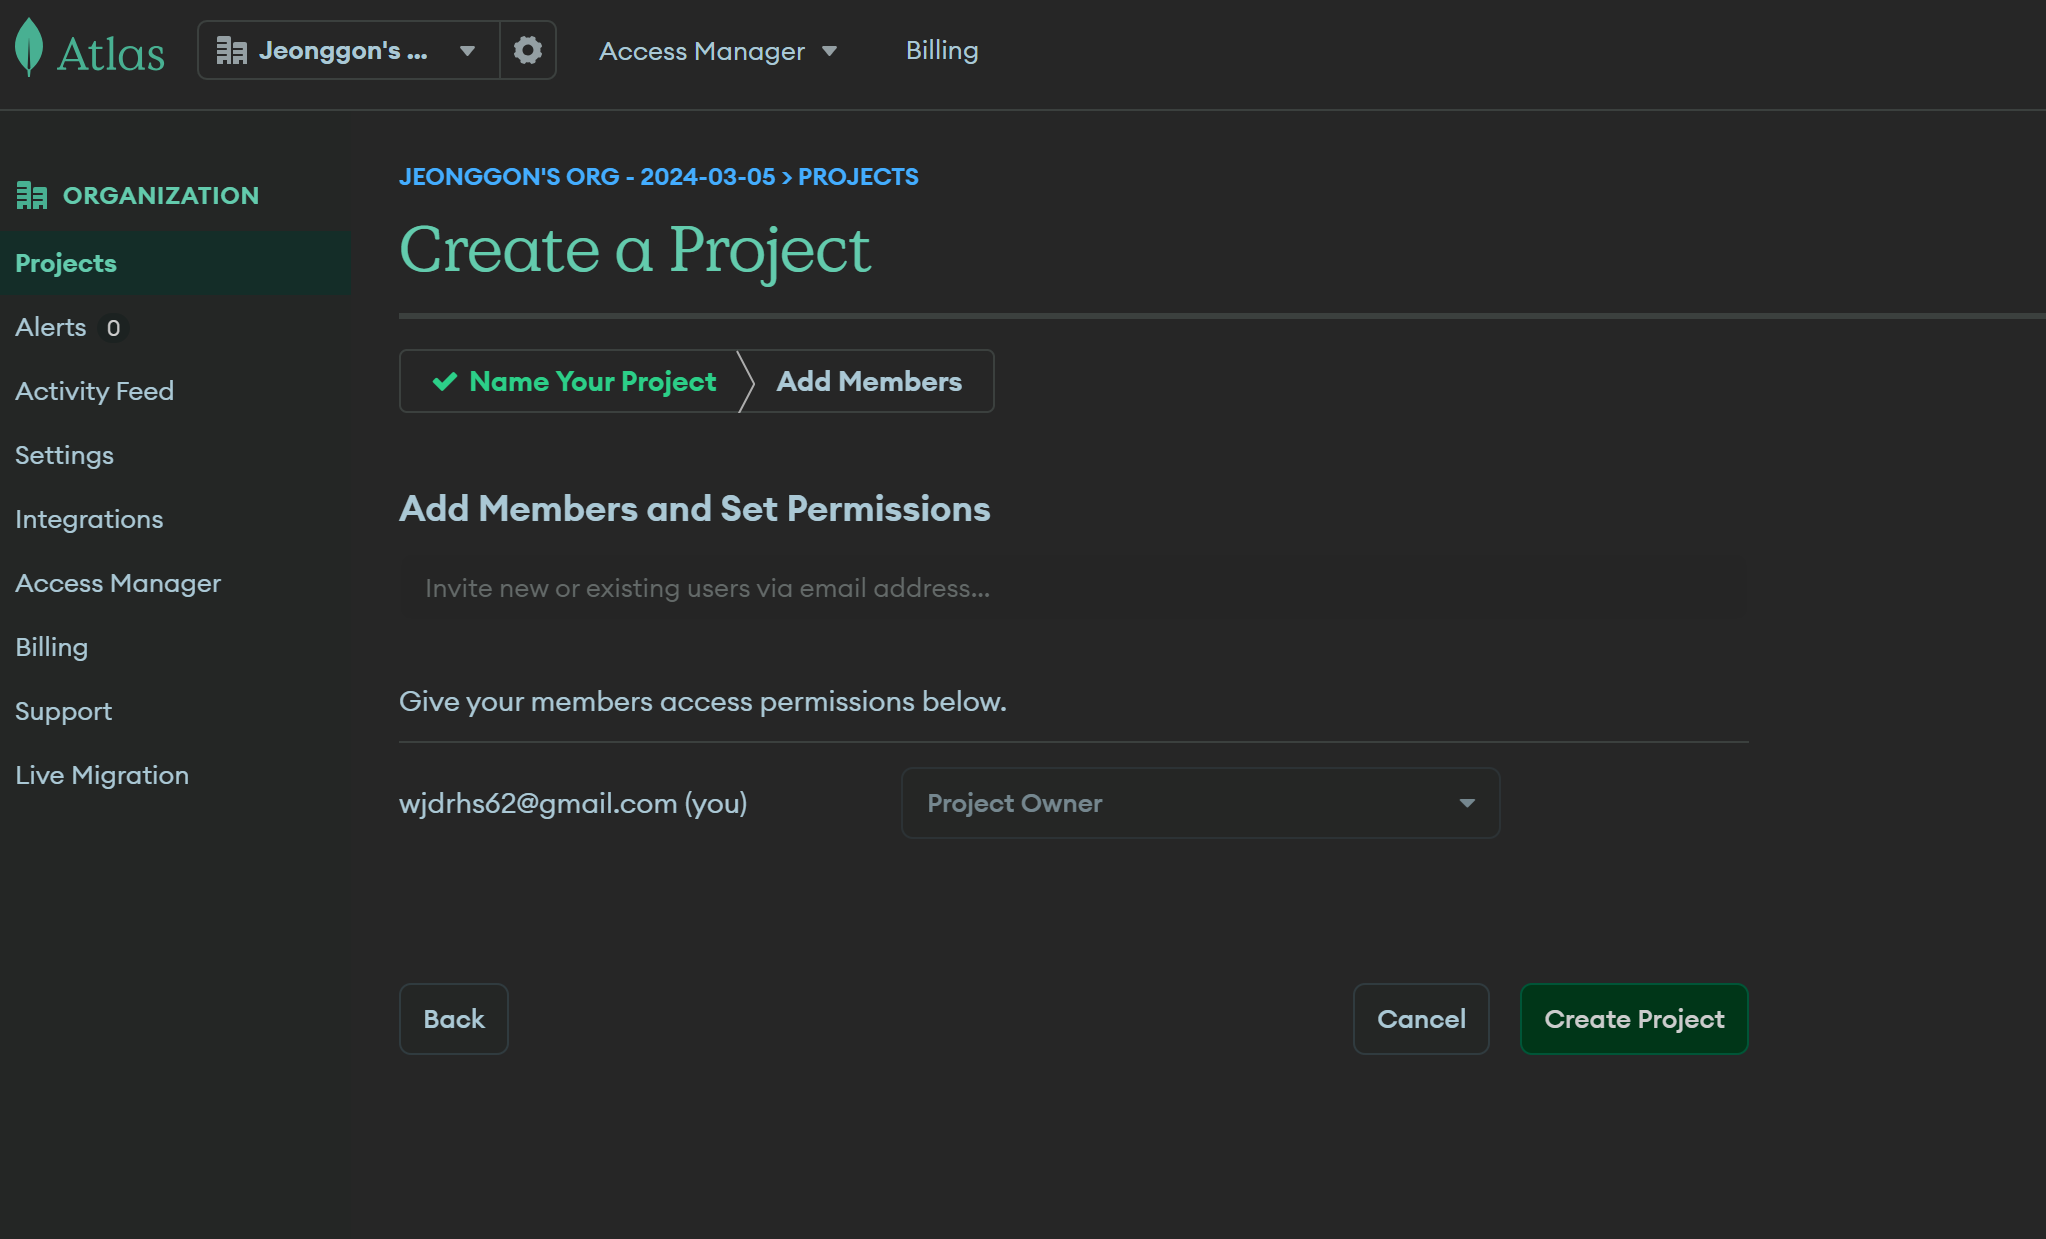 Atlas
Jeonggon's ...
Access Manager
Billing
ORGANIZATION
Projects
Alerts 0
Activity Feed
Settings
Integrations
Access Manager
Billing
Support
Live Migration
JEONGGON'S ORG - 2024-03-05 > PROJECTS
Create a Project
Name Your Project
Add Members
Add Members and Set Permissions
Invite new or existing users via email address...
Give your members access permissions below.
wjdrhs62@gmail.com (you)
Project Owner
Back
Cancel
Create Project